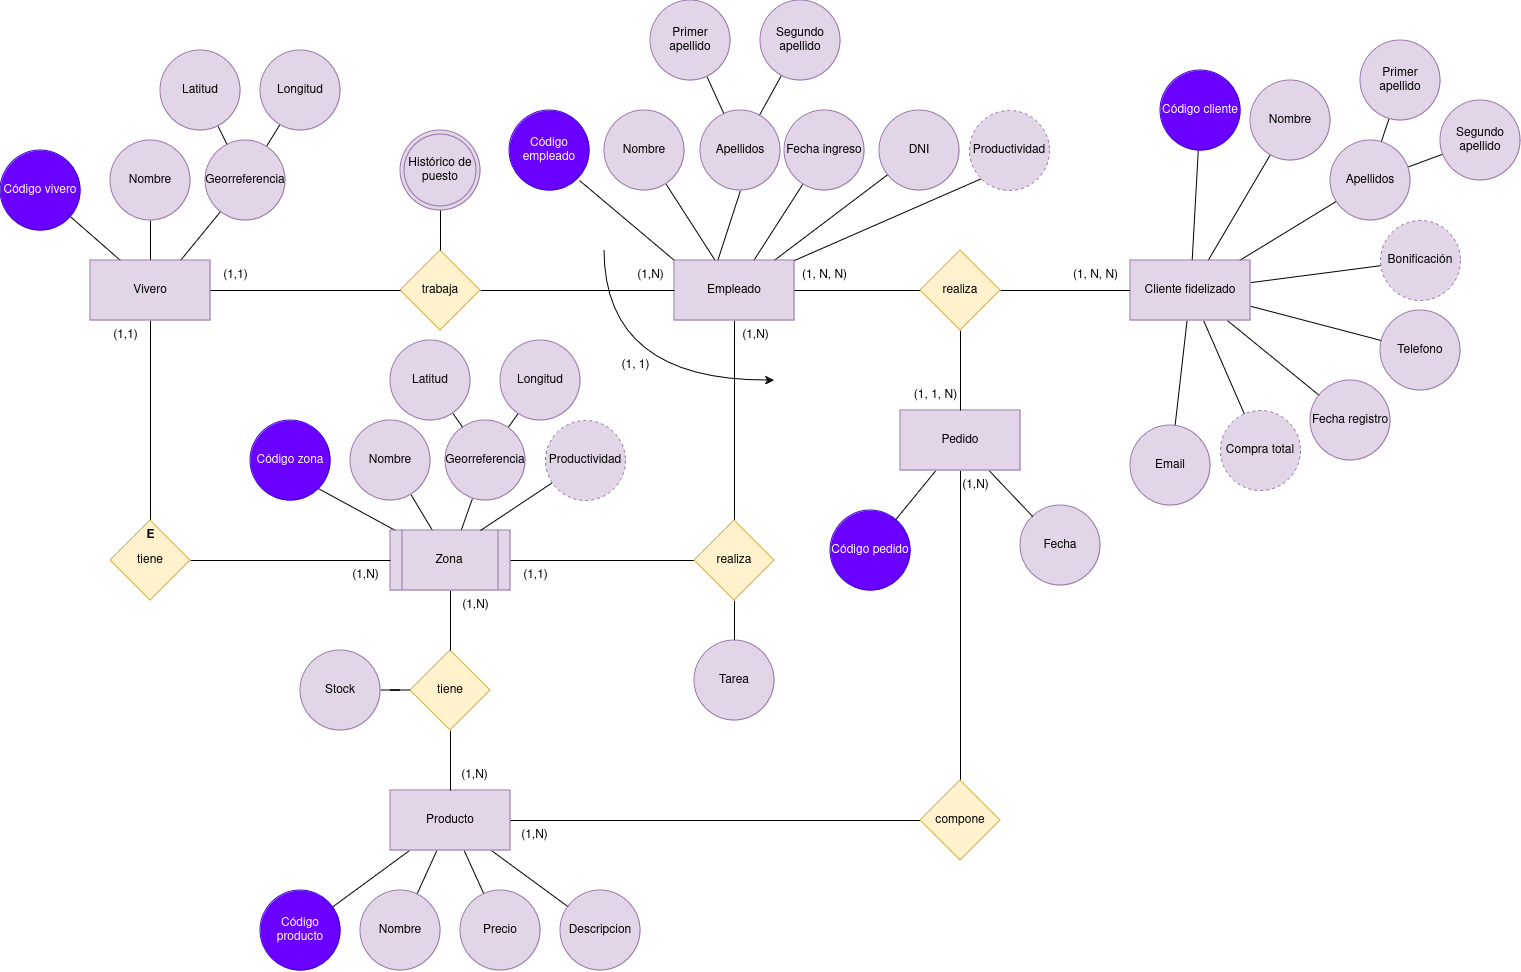 Primer
apellido
Segundo
apellido
Latitud
Longitud
Primer
apellido
Código cliente
Nombre
Segundo
apellido
Código vivero
Nombre
Georreferencia
Histórico de
puesto
Código
empleado
Nombre
Apellidos
Fecha ingreso
DNI
Productividad
Apellidos
Bonificación
(1,1)
(1,N)
(1, N, N)
(1, N, N)
Vivero
trabaja
Empleado
realiza
Cliente fidelizado
(1,1)
(1,N)
Telefono
(1, 1)
Latitud
Longitud
(1, 1, N)
Fecha registro
Pedido
Compra total
Email
Código zona
Nombre
Georreferencia
Productividad
(1,N)
Código pedido
Fecha
E
tiene
Zona
realiza
(1,N)
(1,1)
(1,N)
Stock
tiene
Tarea
(1,N)
Producto
compone
(1,N)
Código
producto
Nombre
Precio
Descripcion